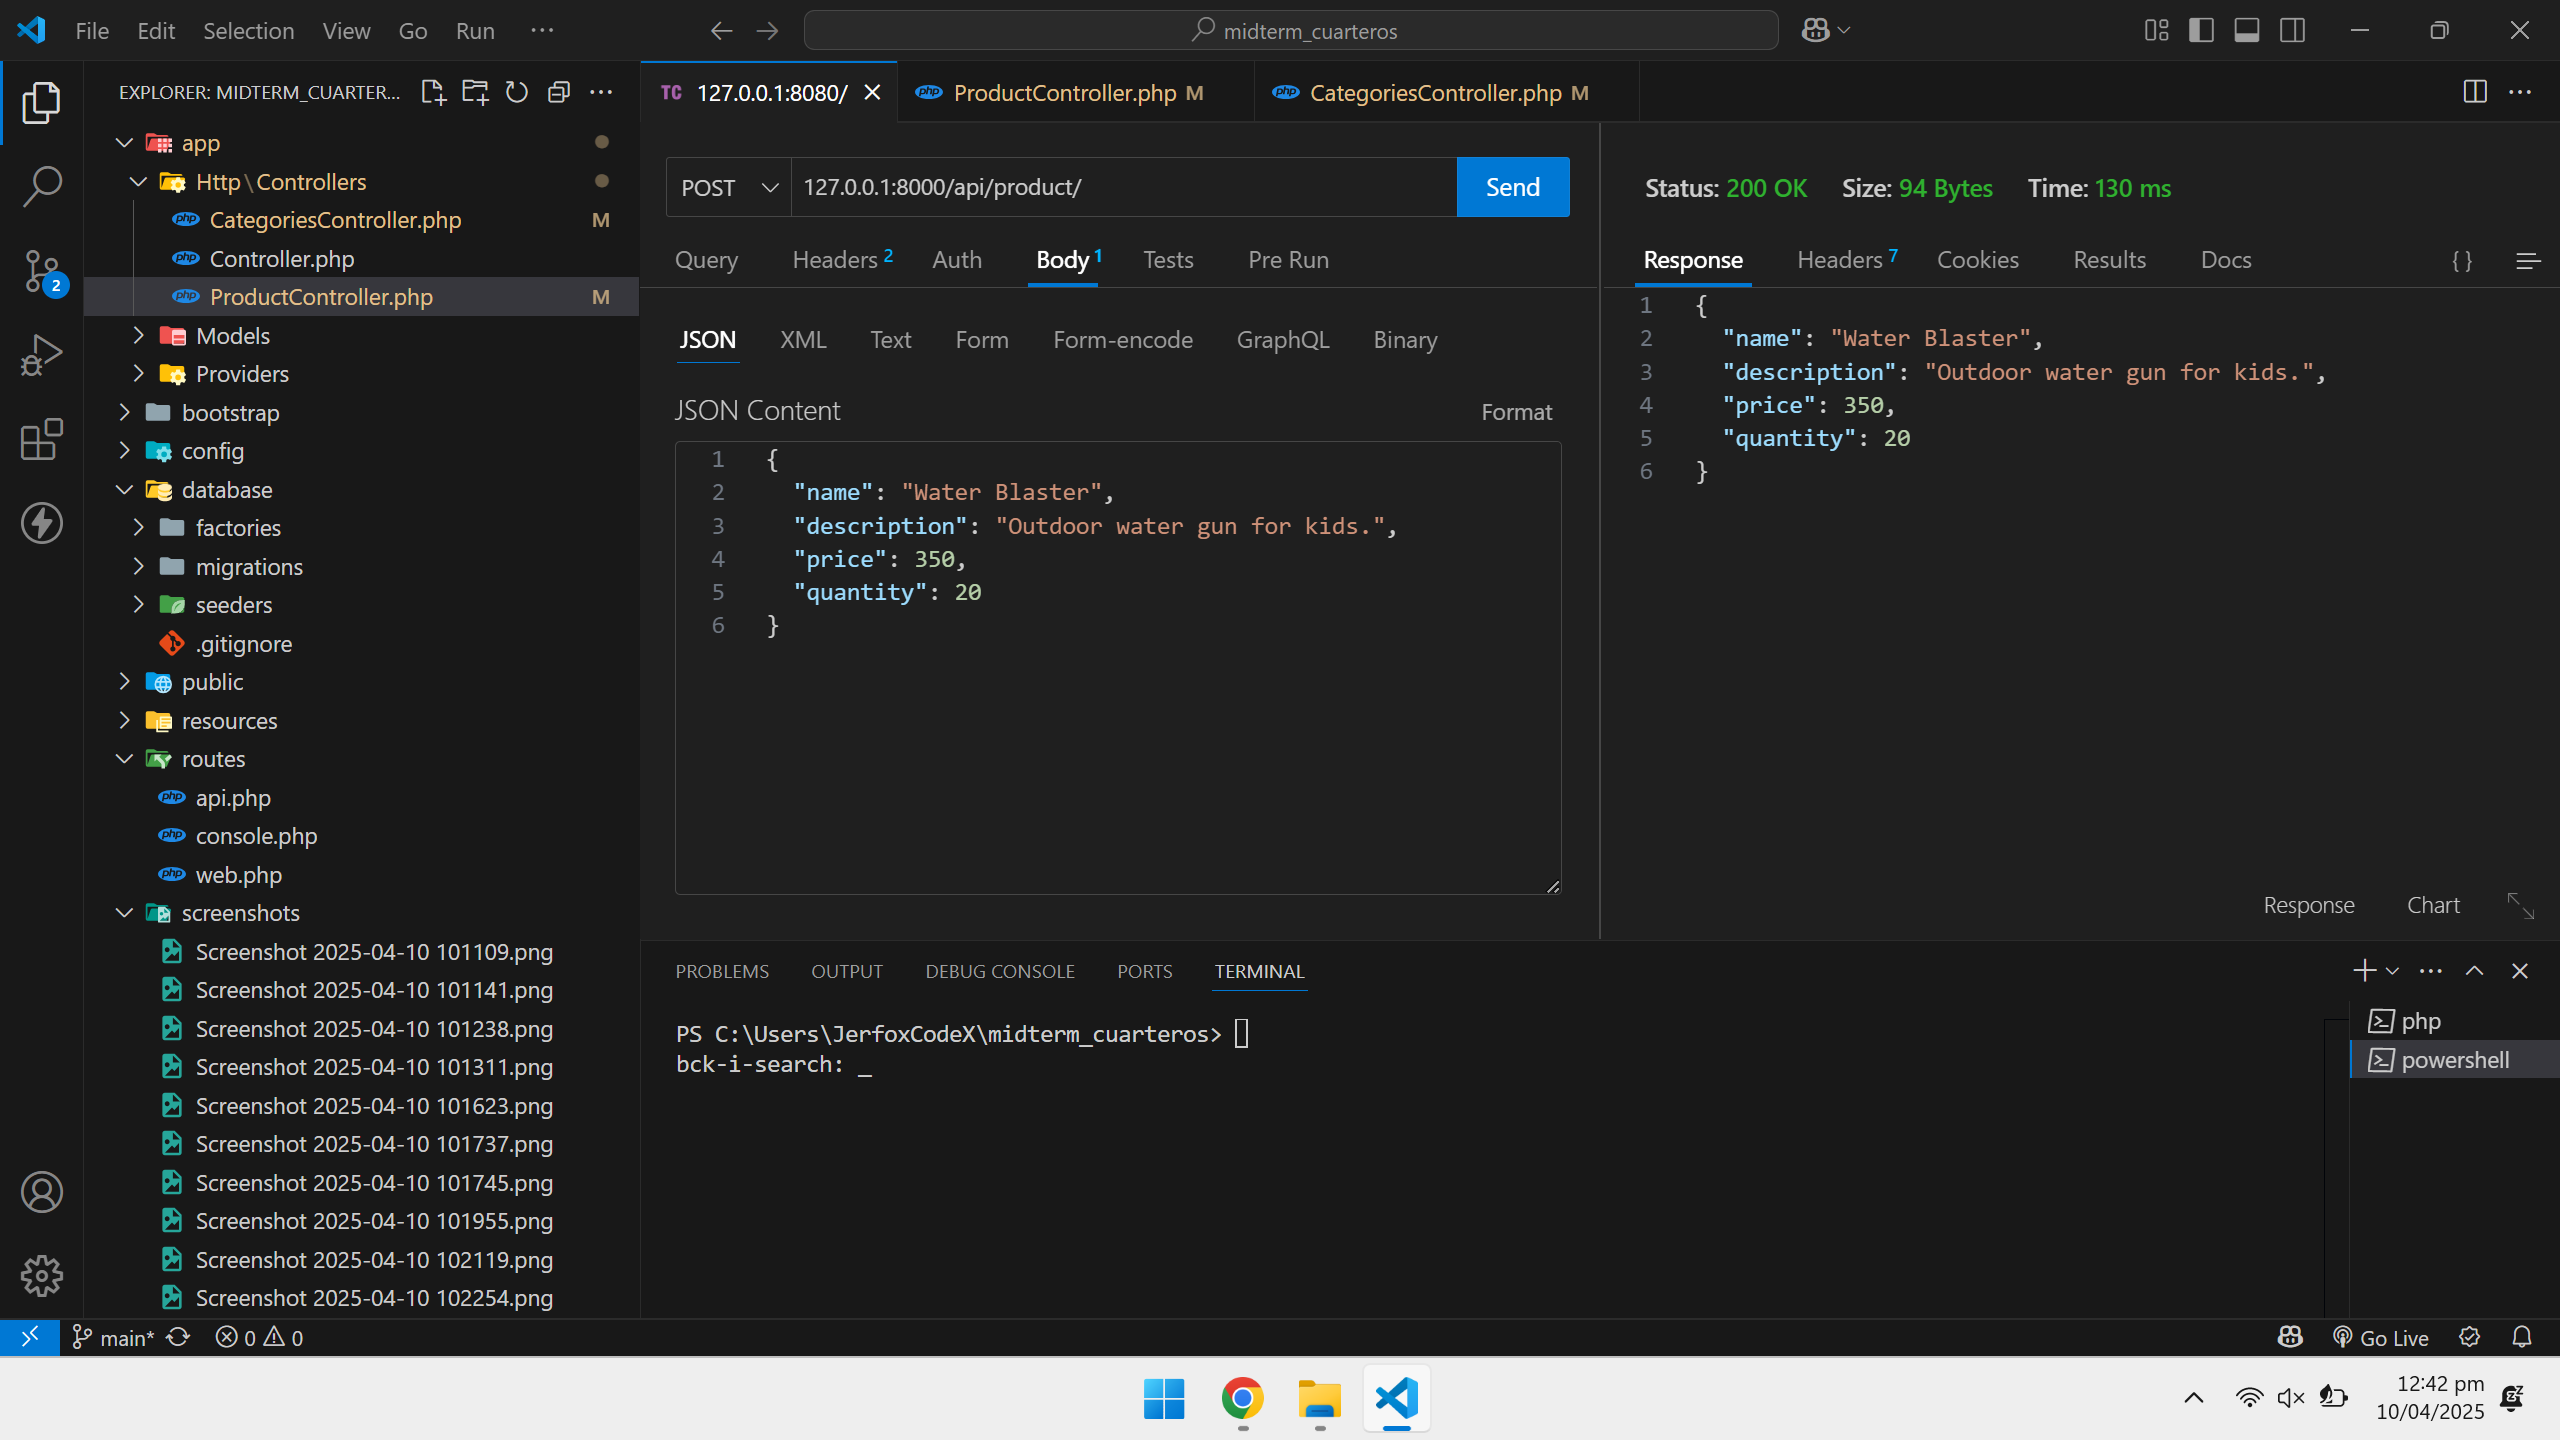 File Edit Selection View Go Run ···
midterm_cuarteros
EXPLORER: MIDTERM_CUARTER...
app
Http\Controllers
CategoriesController.php M
Controller.php
ProductController.php M
Models
Providers
bootstrap
config
database
factories
migrations
seeders
.gitignore
public
resources
routes
api.php
console.php
web.php
screenshots
Screenshot 2025-04-10 101109.png
Screenshot 2025-04-10 101141.png
Screenshot 2025-04-10 101238.png
Screenshot 2025-04-10 101311.png
Screenshot 2025-04-10 101623.png
Screenshot 2025-04-10 101737.png
Screenshot 2025-04-10 101745.png
Screenshot 2025-04-10 101955.png
Screenshot 2025-04-10 102119.png
Screenshot 2025-04-10 102254.png
2
TC 127.0.0.1:8080/
php ProductController.php M
php CategoriesController.php M
POST 127.0.0.1:8000/api/product/ Send
Query Headers 2 Auth Body 1 Tests Pre Run
JSON XML Text Form Form-encode GraphQL Binary
JSON Content Format
1 {
2 "name": "Water Blaster",
3 "description": "Outdoor water gun for kids.",
4 "price": 350,
5 "quantity": 20
6 }
Status: 200 OK Size: 94 Bytes Time: 130 ms
Response Headers 7 Cookies Results Docs { }
1 {
2 "name": "Water Blaster",
3 "description": "Outdoor water gun for kids.",
4 "price": 350,
5 "quantity": 20
6 }
Response Chart
PROBLEMS OUTPUT DEBUG CONSOLE PORTS TERMINAL
PS C:\Users\JerfoxCodeX\midterm_cuarteros>
bck-i-search: _
php
powershell
main* 0 0
Go Live
12:42 pm
10/04/2025